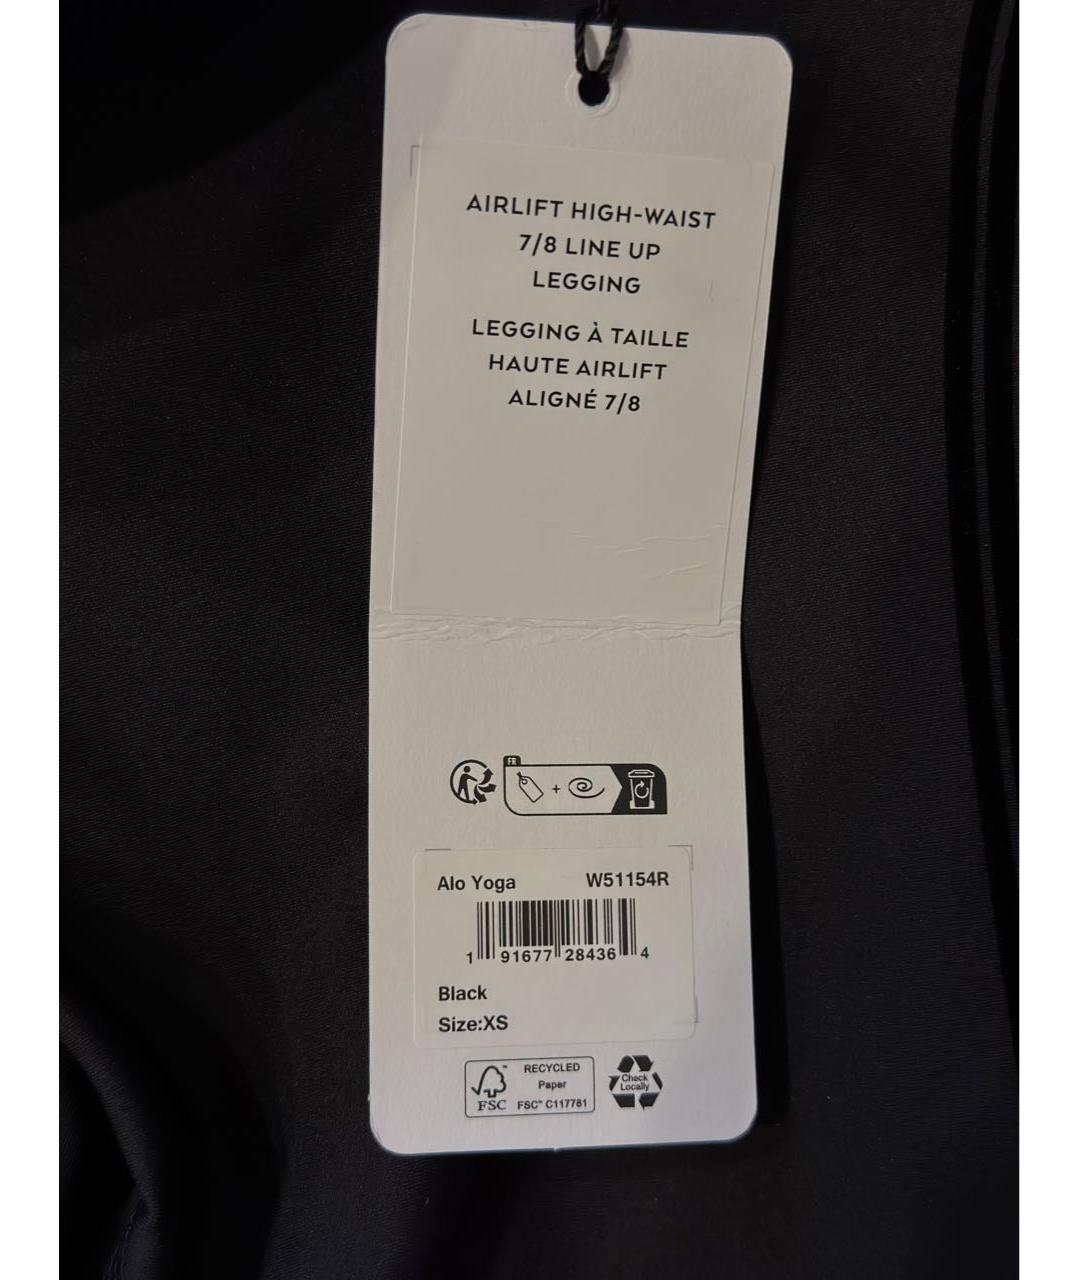 AIRLIFT HIGH-WAIST
7/8 LINE UP
LEGGING
LEGGING À TAILLE
HAUTE AIRLIFT
ALIGNÉ 7/8
FR
+
Alo Yoga W51154R
1 91677 28436 4
Black
Size:XS
RECYCLED
Paper
FSC™ C117781
FSC
Check
Locally